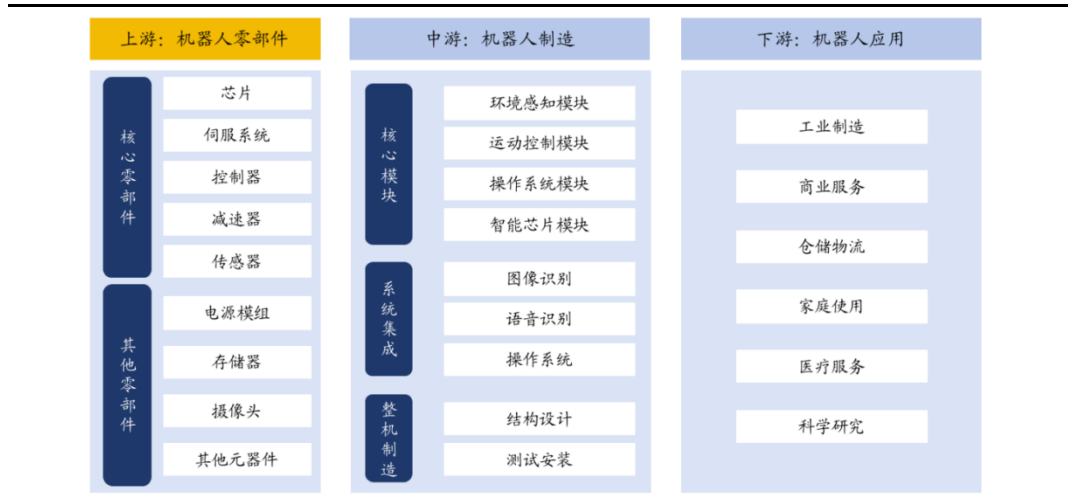 上游：机器人零部件
核心零部件
芯片
伺服系统
控制器
减速器
传感器
其他零部件
电源模组
存储器
摄像头
其他元器件
中游：机器人制造
核心模块
环境感知模块
运动控制模块
操作系统模块
智能芯片模块
系统集成
图像识别
语音识别
操作系统
整机制造
结构设计
测试安装
下游：机器人应用
工业制造
商业服务
仓储物流
家庭使用
医疗服务
科学研究